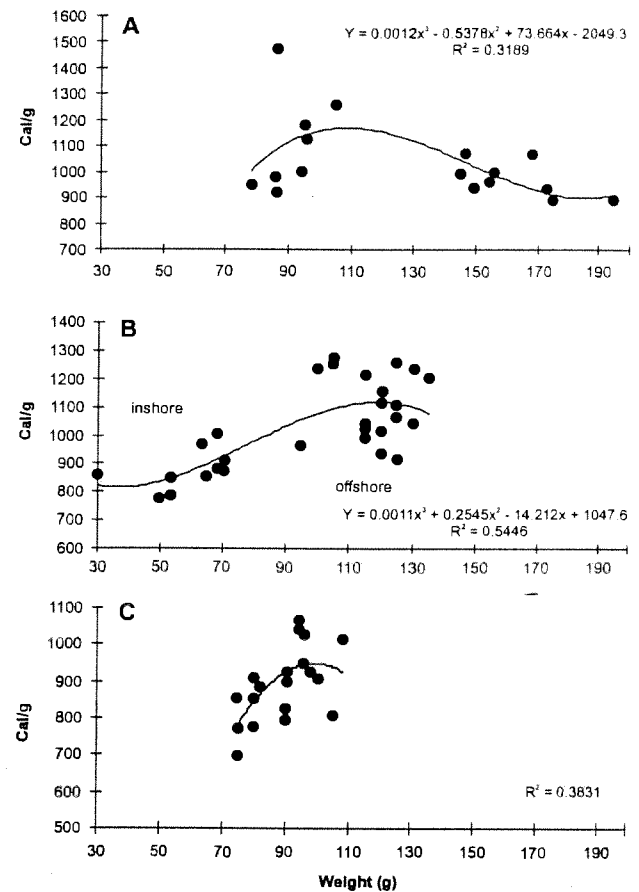 A
Y = 0.0012x³ - 0.5378x² + 73.664x - 2049.3
R² = 0.3189
1600
1500
1400
1300
1200
1100
1000
900
800
700
Cal/g
30 50 70 90 110 130 150 170 190
B
1400
1300
1200
1100
1000
900
800
700
600
Cal/g
inshore
offshore
Y = 0.0011x³ + 0.2545x² - 14.212x + 1047.6
R² = 0.5446
30 50 70 90 110 130 150 170 190
C
1100
1000
900
800
700
600
500
Cal/g
R² = 0.3831
30 50 70 90 110 130 150 170 190
Weight (g)